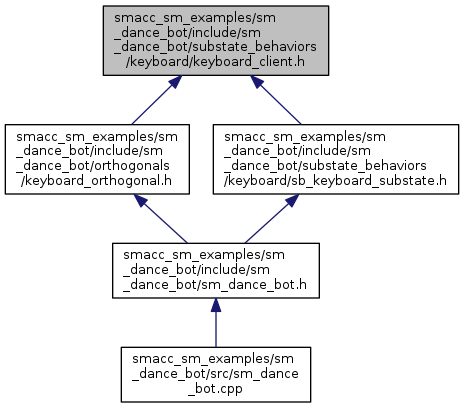 smacc_sm_examples/sm
_dance_bot/include/sm
_dance_bot/substate_behaviors
/keyboard/keyboard_client.h
smacc_sm_examples/sm
_dance_bot/include/sm
_dance_bot/orthogonals
/keyboard_orthogonal.h
smacc_sm_examples/sm
_dance_bot/include/sm
_dance_bot/substate_behaviors
/keyboard/sb_keyboard_substate.h
smacc_sm_examples/sm
_dance_bot/include/sm
_dance_bot/sm_dance_bot.h
smacc_sm_examples/sm
_dance_bot/src/sm_dance
_bot.cpp